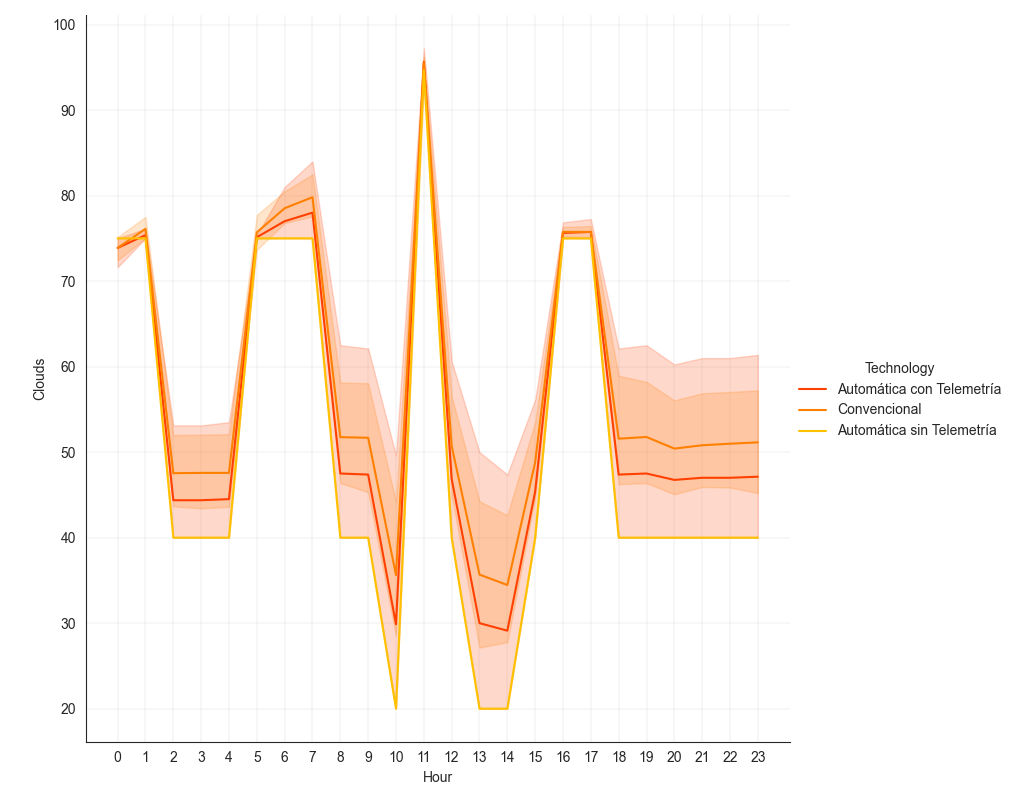 100
90
80
70
60
50
40
30
20
Clouds
0 1 2 3 4 5 6 7 8 9 10 11 12 13 14 15 16 17 18 19 20 21 22 23
Hour
Technology
Automática con Telemetría
Convencional
Automática sin Telemetría